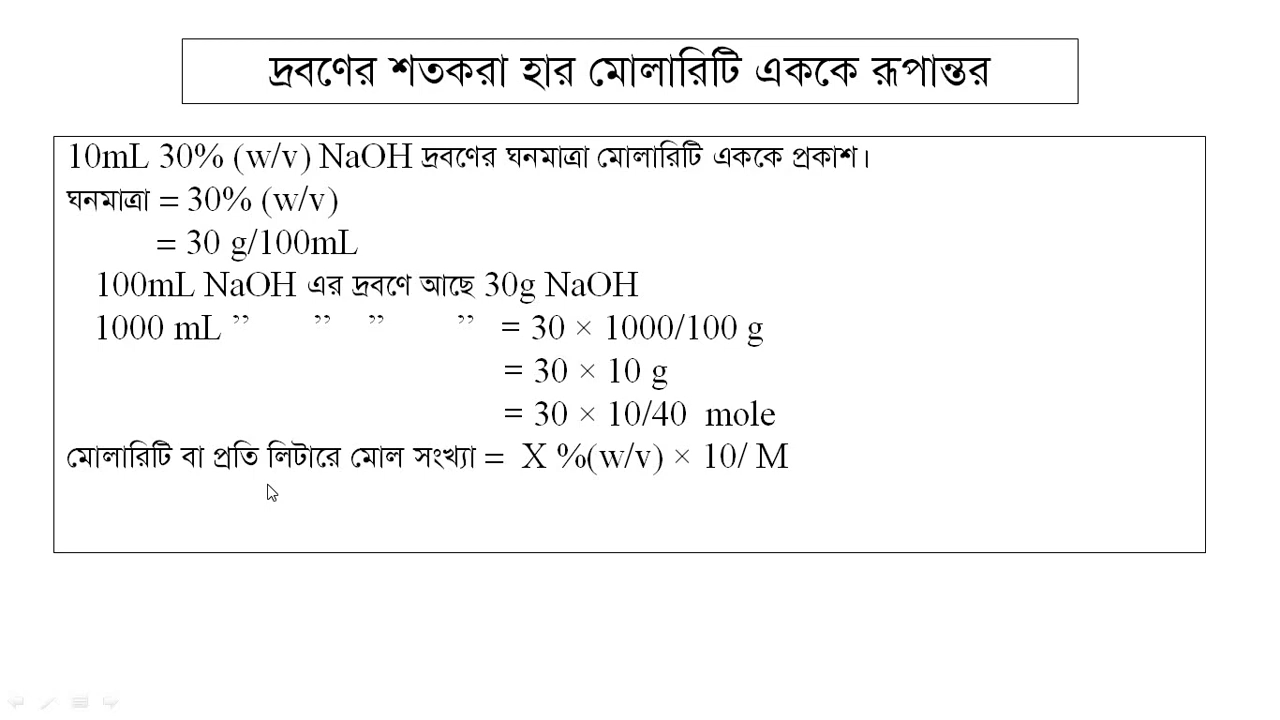 দ্রবণের শতকরা হার মোলারিটি এককে রূপান্তর
10mL 30% (w/v) NaOH দ্রবণের ঘনমাত্রা মোলারিটি এককে প্রকাশ।
ঘনমাত্রা = 30% (w/v)
= 30 g/100mL
100mL NaOH এর দ্রবণে আছে 30g NaOH
1000 mL ” ” ” ” = 30 × 1000/100 g
= 30 × 10 g
= 30 × 10/40 mole
মোলারিটি বা প্রতি লিটারে মোল সংখ্যা = X %(w/v) × 10/ M